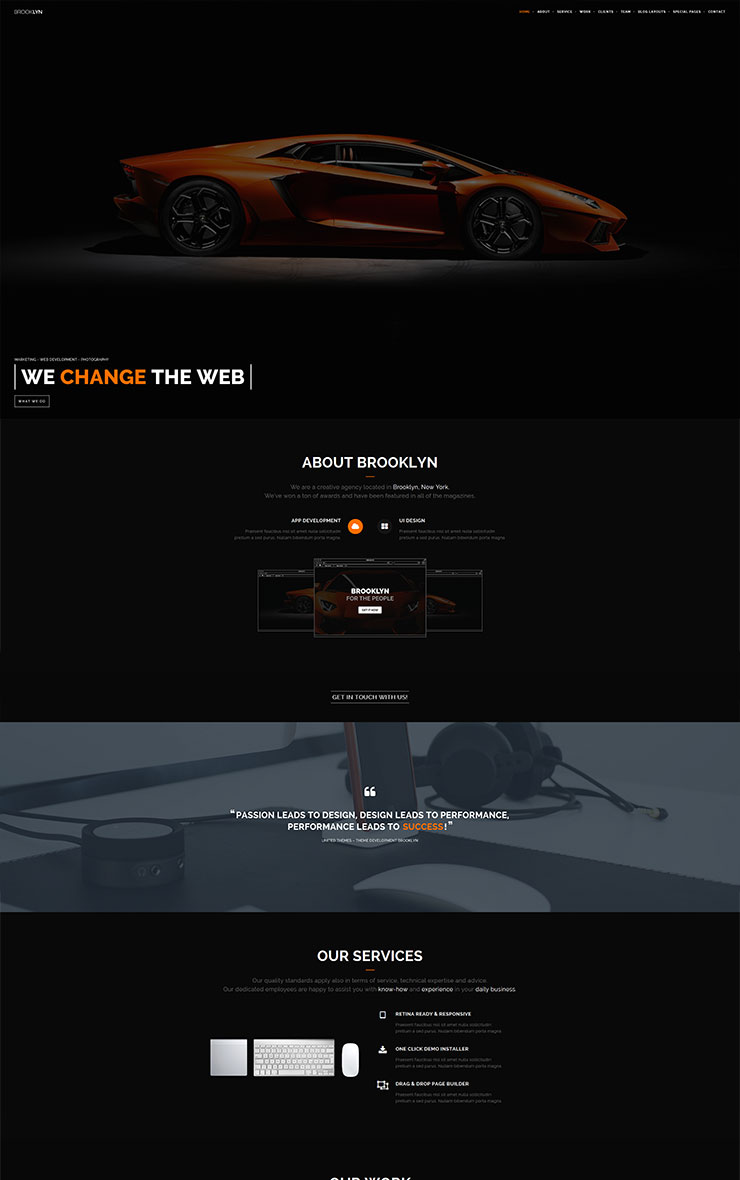 BROOKLYN
HOME ABOUT SERVICE WORK CLIENTS TEAM BLOG LAYOUTS SPECIAL PAGES CONTACT
MARKETING - WEB DEVELOPMENT - PHOTOGRAPHY
WE CHANGE THE WEB
WHAT WE DO
ABOUT BROOKLYN
We are a creative agency located in Brooklyn, New York.
We've won a ton of awards and have been featured in all of the magazines.
APP DEVELOPMENT
Praesent faucibus nisl sit amet nulla sollicitudin
pretium a sed purus. Nullam bibendum porta magna.
UI DESIGN
Praesent faucibus nisl sit amet nulla sollicitudin
pretium a sed purus. Nullam bibendum porta magna.
BROOKLYN
FOR THE PEOPLE
GET IT NOW
GET IN TOUCH WITH US!
“
“PASSION LEADS TO DESIGN, DESIGN LEADS TO PERFORMANCE,
PERFORMANCE LEADS TO SUCCESS!”
UNITED THEMES - THEME DEVELOPMENT BROOKLYN
OUR SERVICES
Our quality standards apply also in terms of service, technical expertise and advice.
Our dedicated employees are happy to assist you with know-how and experience in your daily business.
RETINA READY & RESPONSIVE
Praesent faucibus nisl sit amet nulla sollicitudin
pretium a sed purus. Nullam bibendum porta magna.
ONE CLICK DEMO INSTALLER
Praesent faucibus nisl sit amet nulla sollicitudin
pretium a sed purus. Nullam bibendum porta magna.
DRAG & DROP PAGE BUILDER
Praesent faucibus nisl sit amet nulla sollicitudin
pretium a sed purus. Nullam bibendum porta magna.
OUR WORK